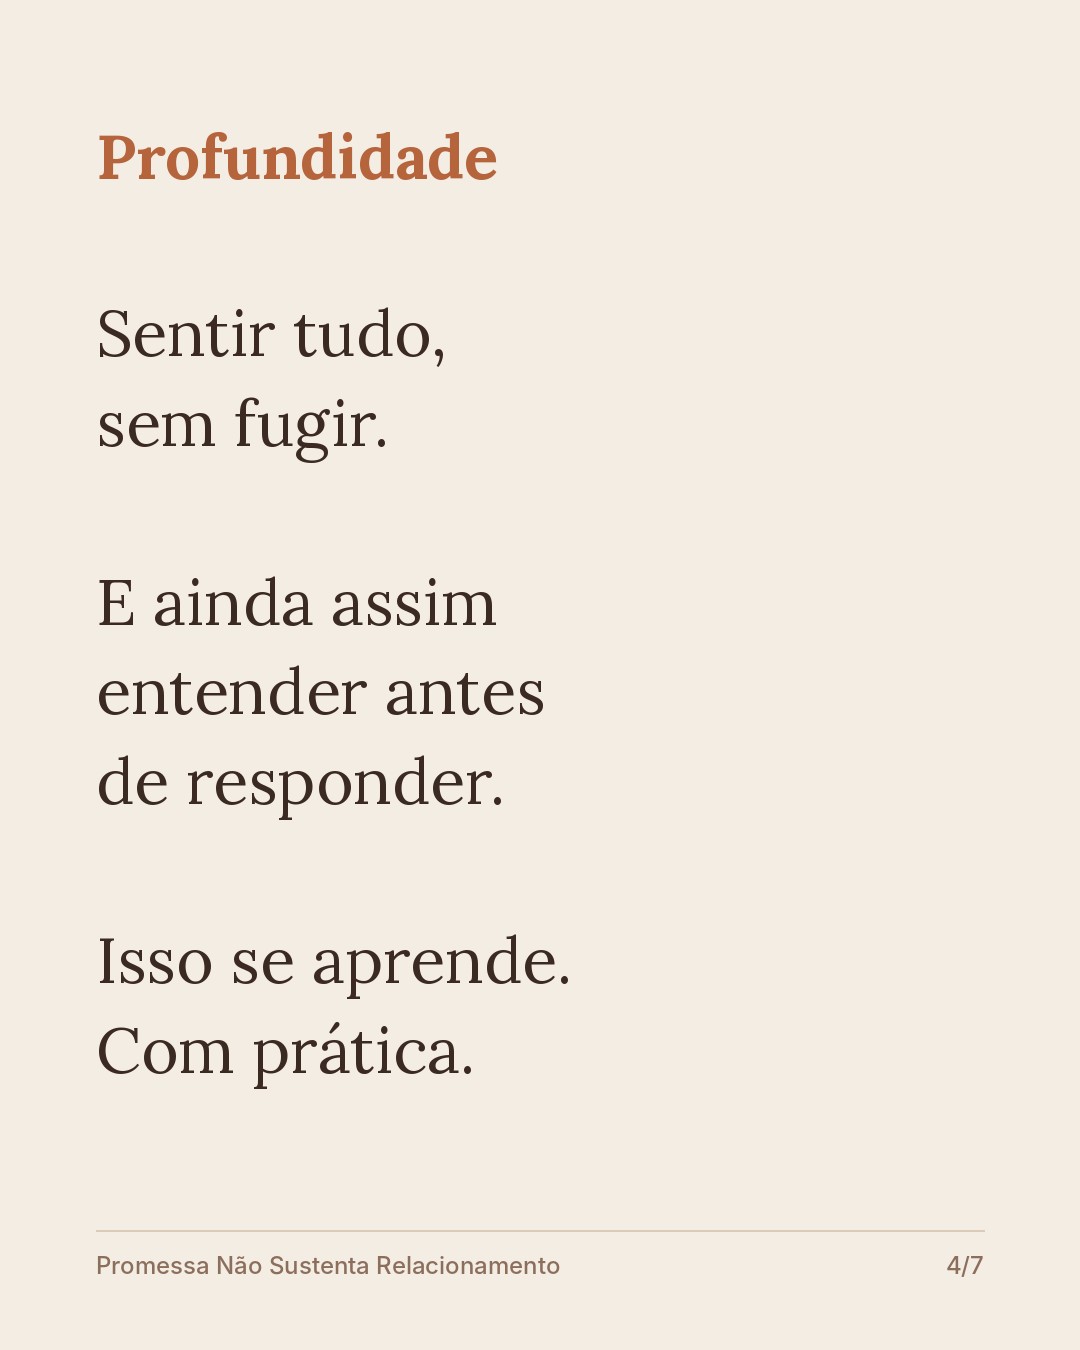 Profundidade
Sentir tudo,
sem fugir.
E ainda assim
entender antes
de responder.
Isso se aprende.
Com prática.
Promessa Não Sustenta Relacionamento
4/7